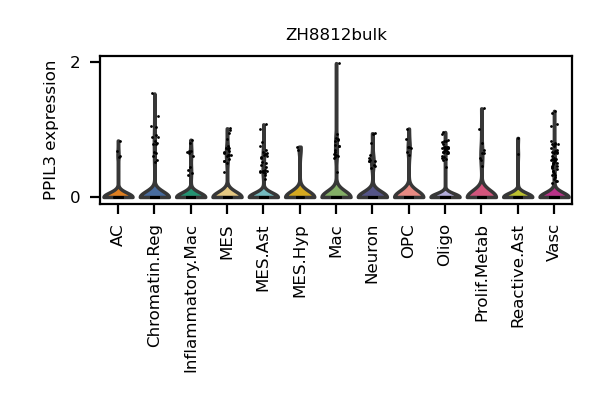 ZH8812bulk
PPIL3 expression
2
0
AC
Chromatin.Reg
Inflammatory.Mac
MES
MES.Ast
MES.Hyp
Mac
Neuron
OPC
Oligo
Prolif.Metab
Reactive.Ast
Vasc